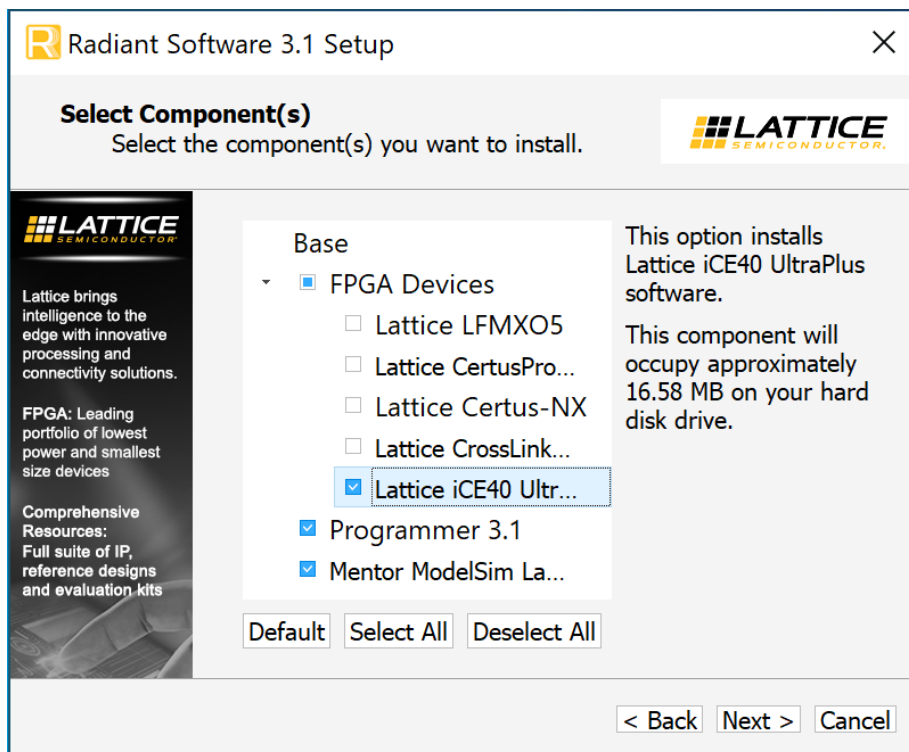 Radiant Software 3.1 Setup
Select Component(s)
Select the component(s) you want to install.
LATTICE
SEMICONDUCTOR.
LATTICE
SEMICONDUCTOR
Lattice brings
intelligence to the
edge with innovative
processing and
connectivity solutions.
FPGA: Leading
portfolio of lowest
power and smallest
size devices
Comprehensive
Resources:
Full suite of IP,
reference designs
and evaluation kits
Base
FPGA Devices
Lattice LFMXO5
Lattice CertusPro...
Lattice Certus-NX
Lattice CrossLink...
Lattice iCE40 Ultr...
Programmer 3.1
Mentor ModelSim La...
Default Select All Deselect All
This option installs
Lattice iCE40 UltraPlus
software.
This component will
occupy approximately
16.58 MB on your hard
disk drive.
< Back Next > Cancel